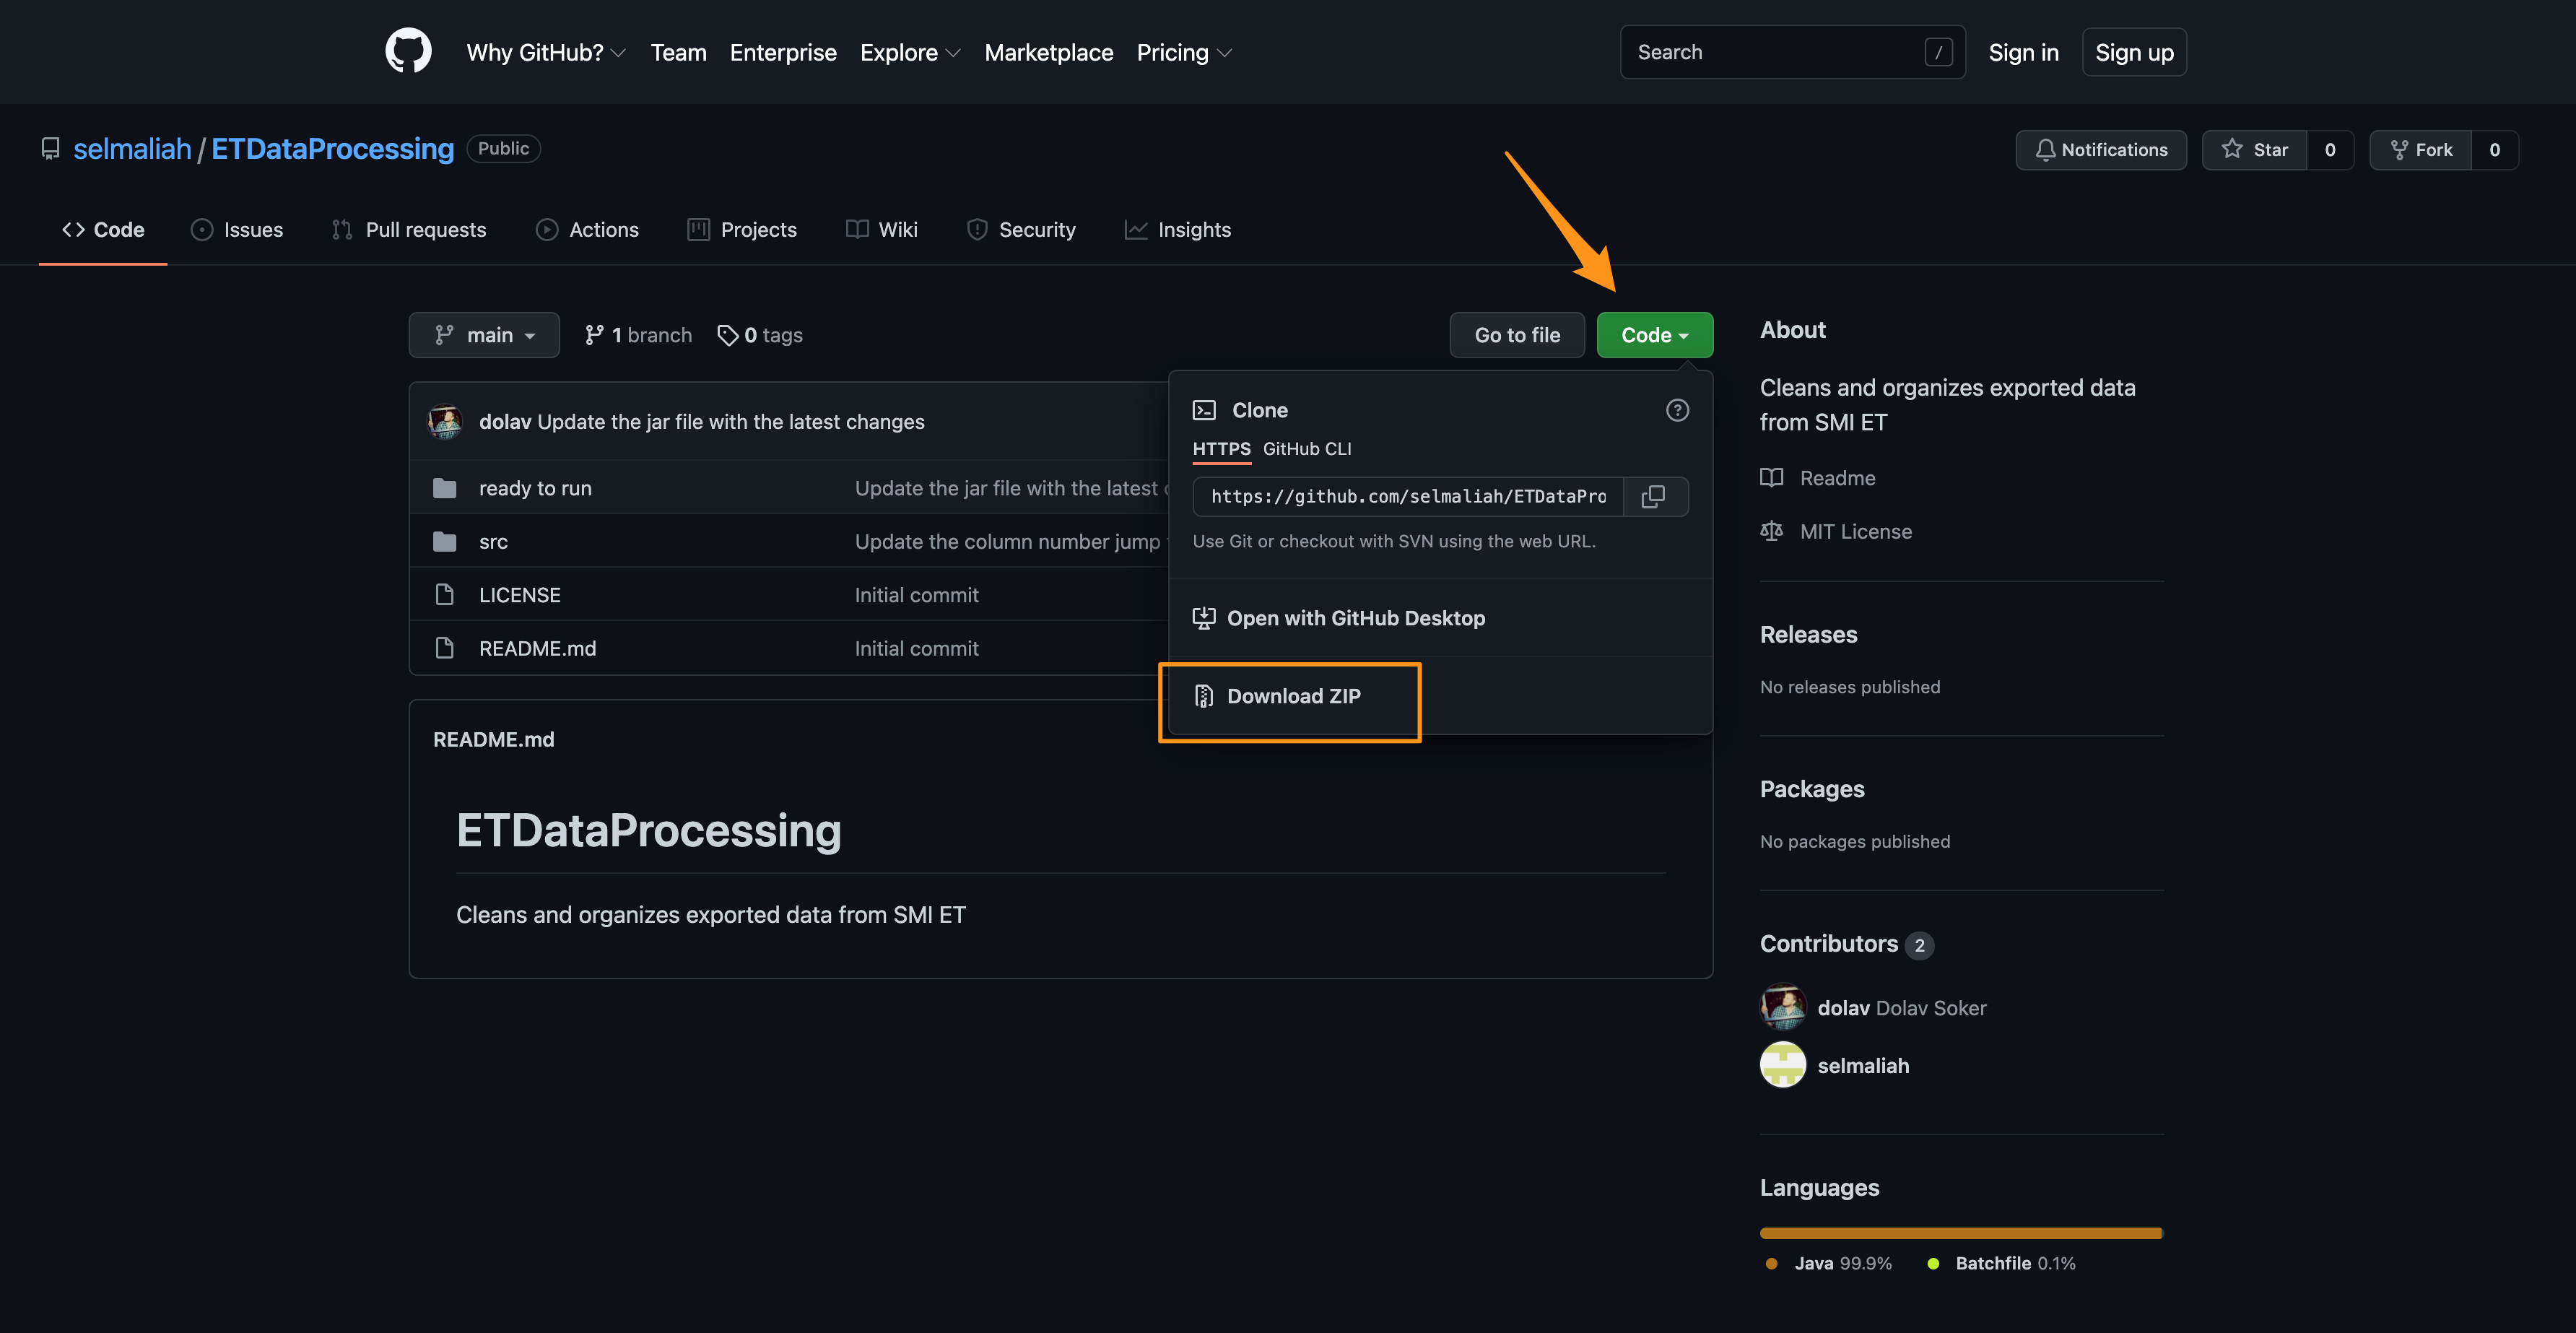 Why GitHub? Team Enterprise Explore Marketplace Pricing Search / Sign in Sign up
selmaliah / ETDataProcessing Public Notifications Star 0 Fork 0
Code Issues Pull requests Actions Projects Wiki Security Insights
main 1 branch 0 tags Go to file Code
dolav Update the jar file with the latest changes
ready to run Update the jar file with the latest
src Update the column number jump
LICENSE Initial commit
README.md Initial commit
Clone
HTTPS GitHub CLI
https://github.com/selmaliah/ETDataPro
Use Git or checkout with SVN using the web URL.
Open with GitHub Desktop
Download ZIP
README.md
ETDataProcessing
Cleans and organizes exported data from SMI ET
About
Cleans and organizes exported data
from SMI ET
Readme
MIT License
Releases
No releases published
Packages
No packages published
Contributors 2
dolav Dolav Soker
selmaliah
Languages
Java 99.9% Batchfile 0.1%